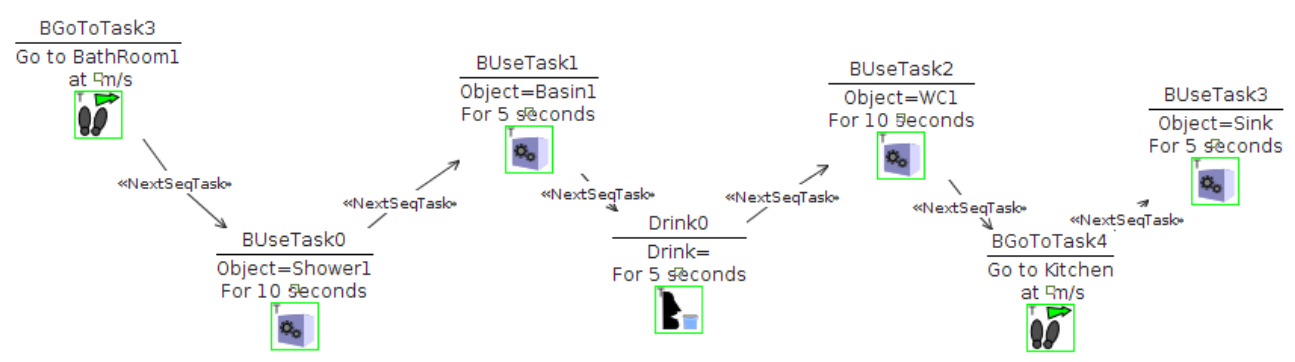 BGoToTask3
Go to BathRoom1
at m/s
«NextSeqTask»
BUseTask0
Object=Shower1
For 10 seconds
«NextSeqTask»
BUseTask1
Object=Basin1
For 5 seconds
«NextSeqTask»
Drink0
Drink=
For 5 seconds
«NextSeqTask»
BUseTask2
Object=WC1
For 10 seconds
«NextSeqTask»
BGoToTask4
Go to Kitchen
at m/s
«NextSeqTask»
BUseTask3
Object=Sink
For 5 seconds